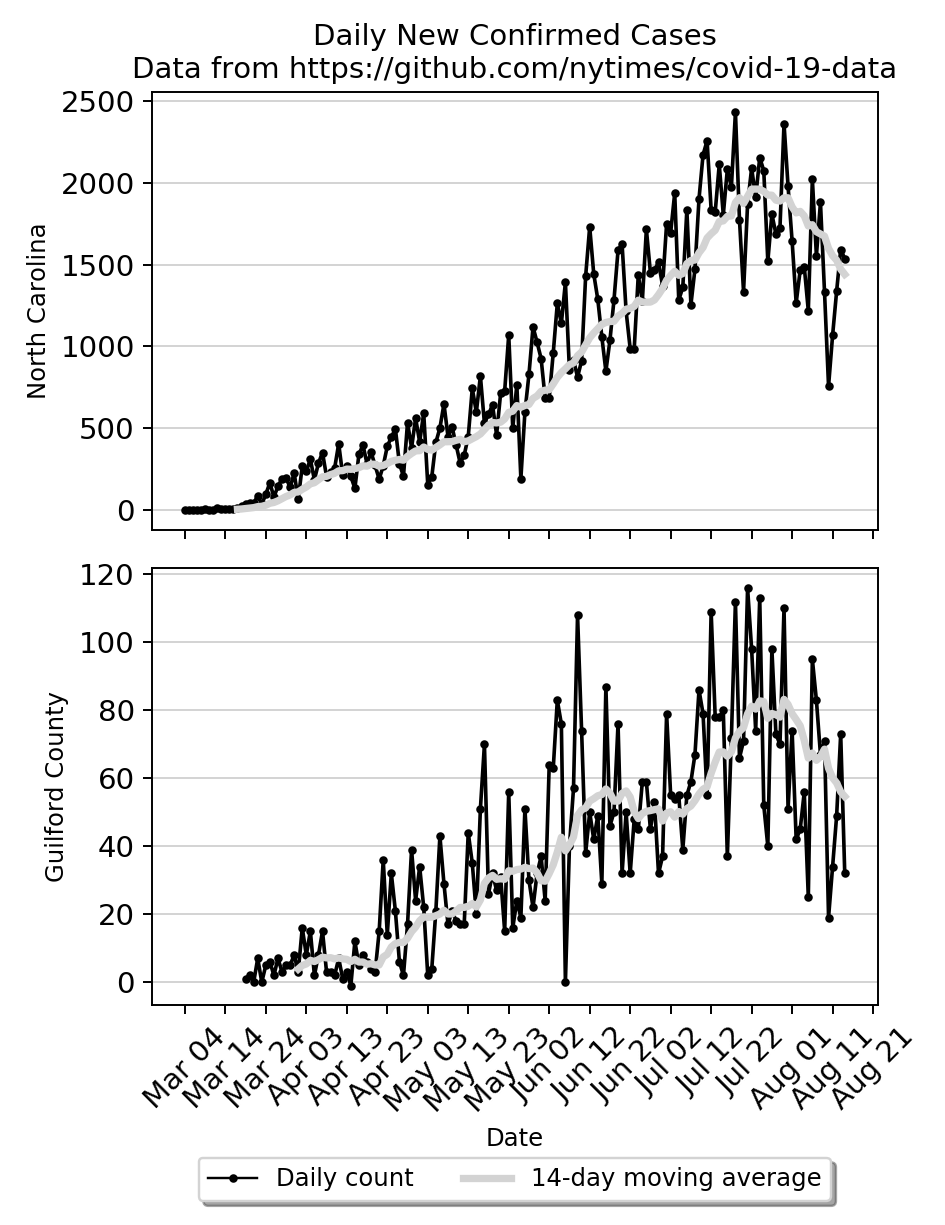 Daily New Confirmed Cases
Data from https://github.com/nytimes/covid-19-data
2500
2000
1500
1000
500
0
North Carolina
120
100
80
60
40
20
0
Guilford County
Mar 04
Mar 14
Mar 24
Apr 03
Apr 13
Apr 23
May 03
May 13
May 23
Jun 02
Jun 12
Jun 22
Jul 02
Jul 12
Jul 22
Aug 01
Aug 11
Aug 21
Date
Daily count
14-day moving average